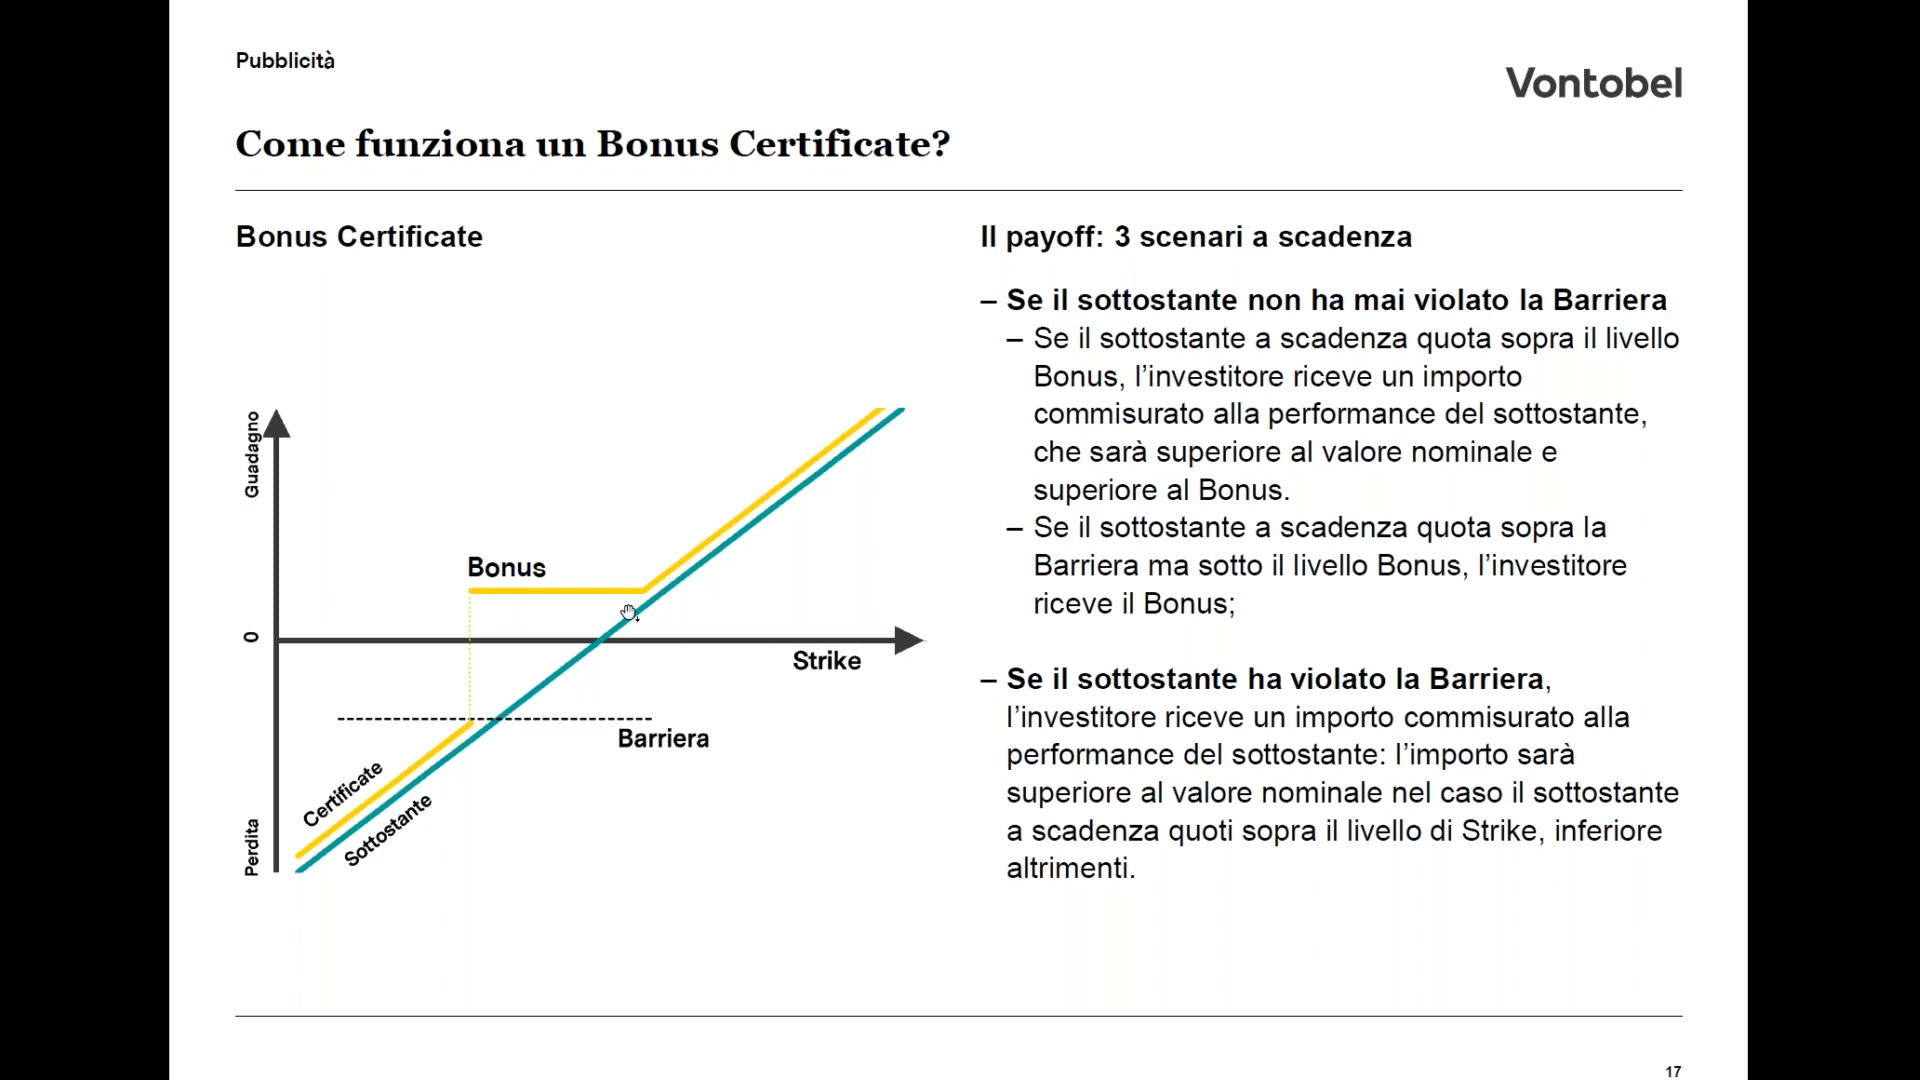 Pubblicità
Vontobel
Come funziona un Bonus Certificate?
Bonus Certificate
Guadagno
Bonus
0
Strike
Barriera
Certificate
Sottostante
Perdita
Il payoff: 3 scenari a scadenza
– Se il sottostante non ha mai violato la Barriera
– Se il sottostante a scadenza quota sopra il livello
Bonus, l’investitore riceve un importo
commisurato alla performance del sottostante,
che sarà superiore al valore nominale e
superiore al Bonus.
– Se il sottostante a scadenza quota sopra la
Barriera ma sotto il livello Bonus, l’investitore
riceve il Bonus;
– Se il sottostante ha violato la Barriera,
l’investitore riceve un importo commisurato alla
performance del sottostante: l’importo sarà
superiore al valore nominale nel caso il sottostante
a scadenza quoti sopra il livello di Strike, inferiore
altrimenti.
17